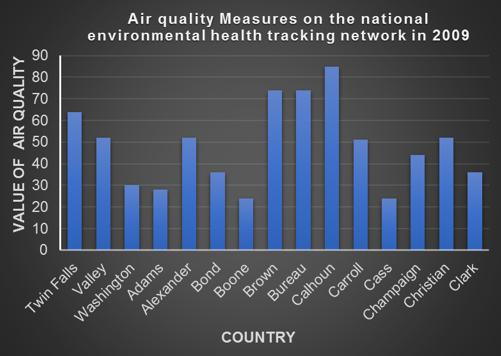 Air quality Measures on the national
environmental health tracking network in 2009
VALUE OF AIR QUALITY
90
80
70
60
50
40
30
20
10
0
Twin Falls
Valley
Washington
Adams
Alexander
Bond
Boone
Brown
Bureau
Calhoun
Carroll
Cass
Champaign
Christian
Clark
COUNTRY